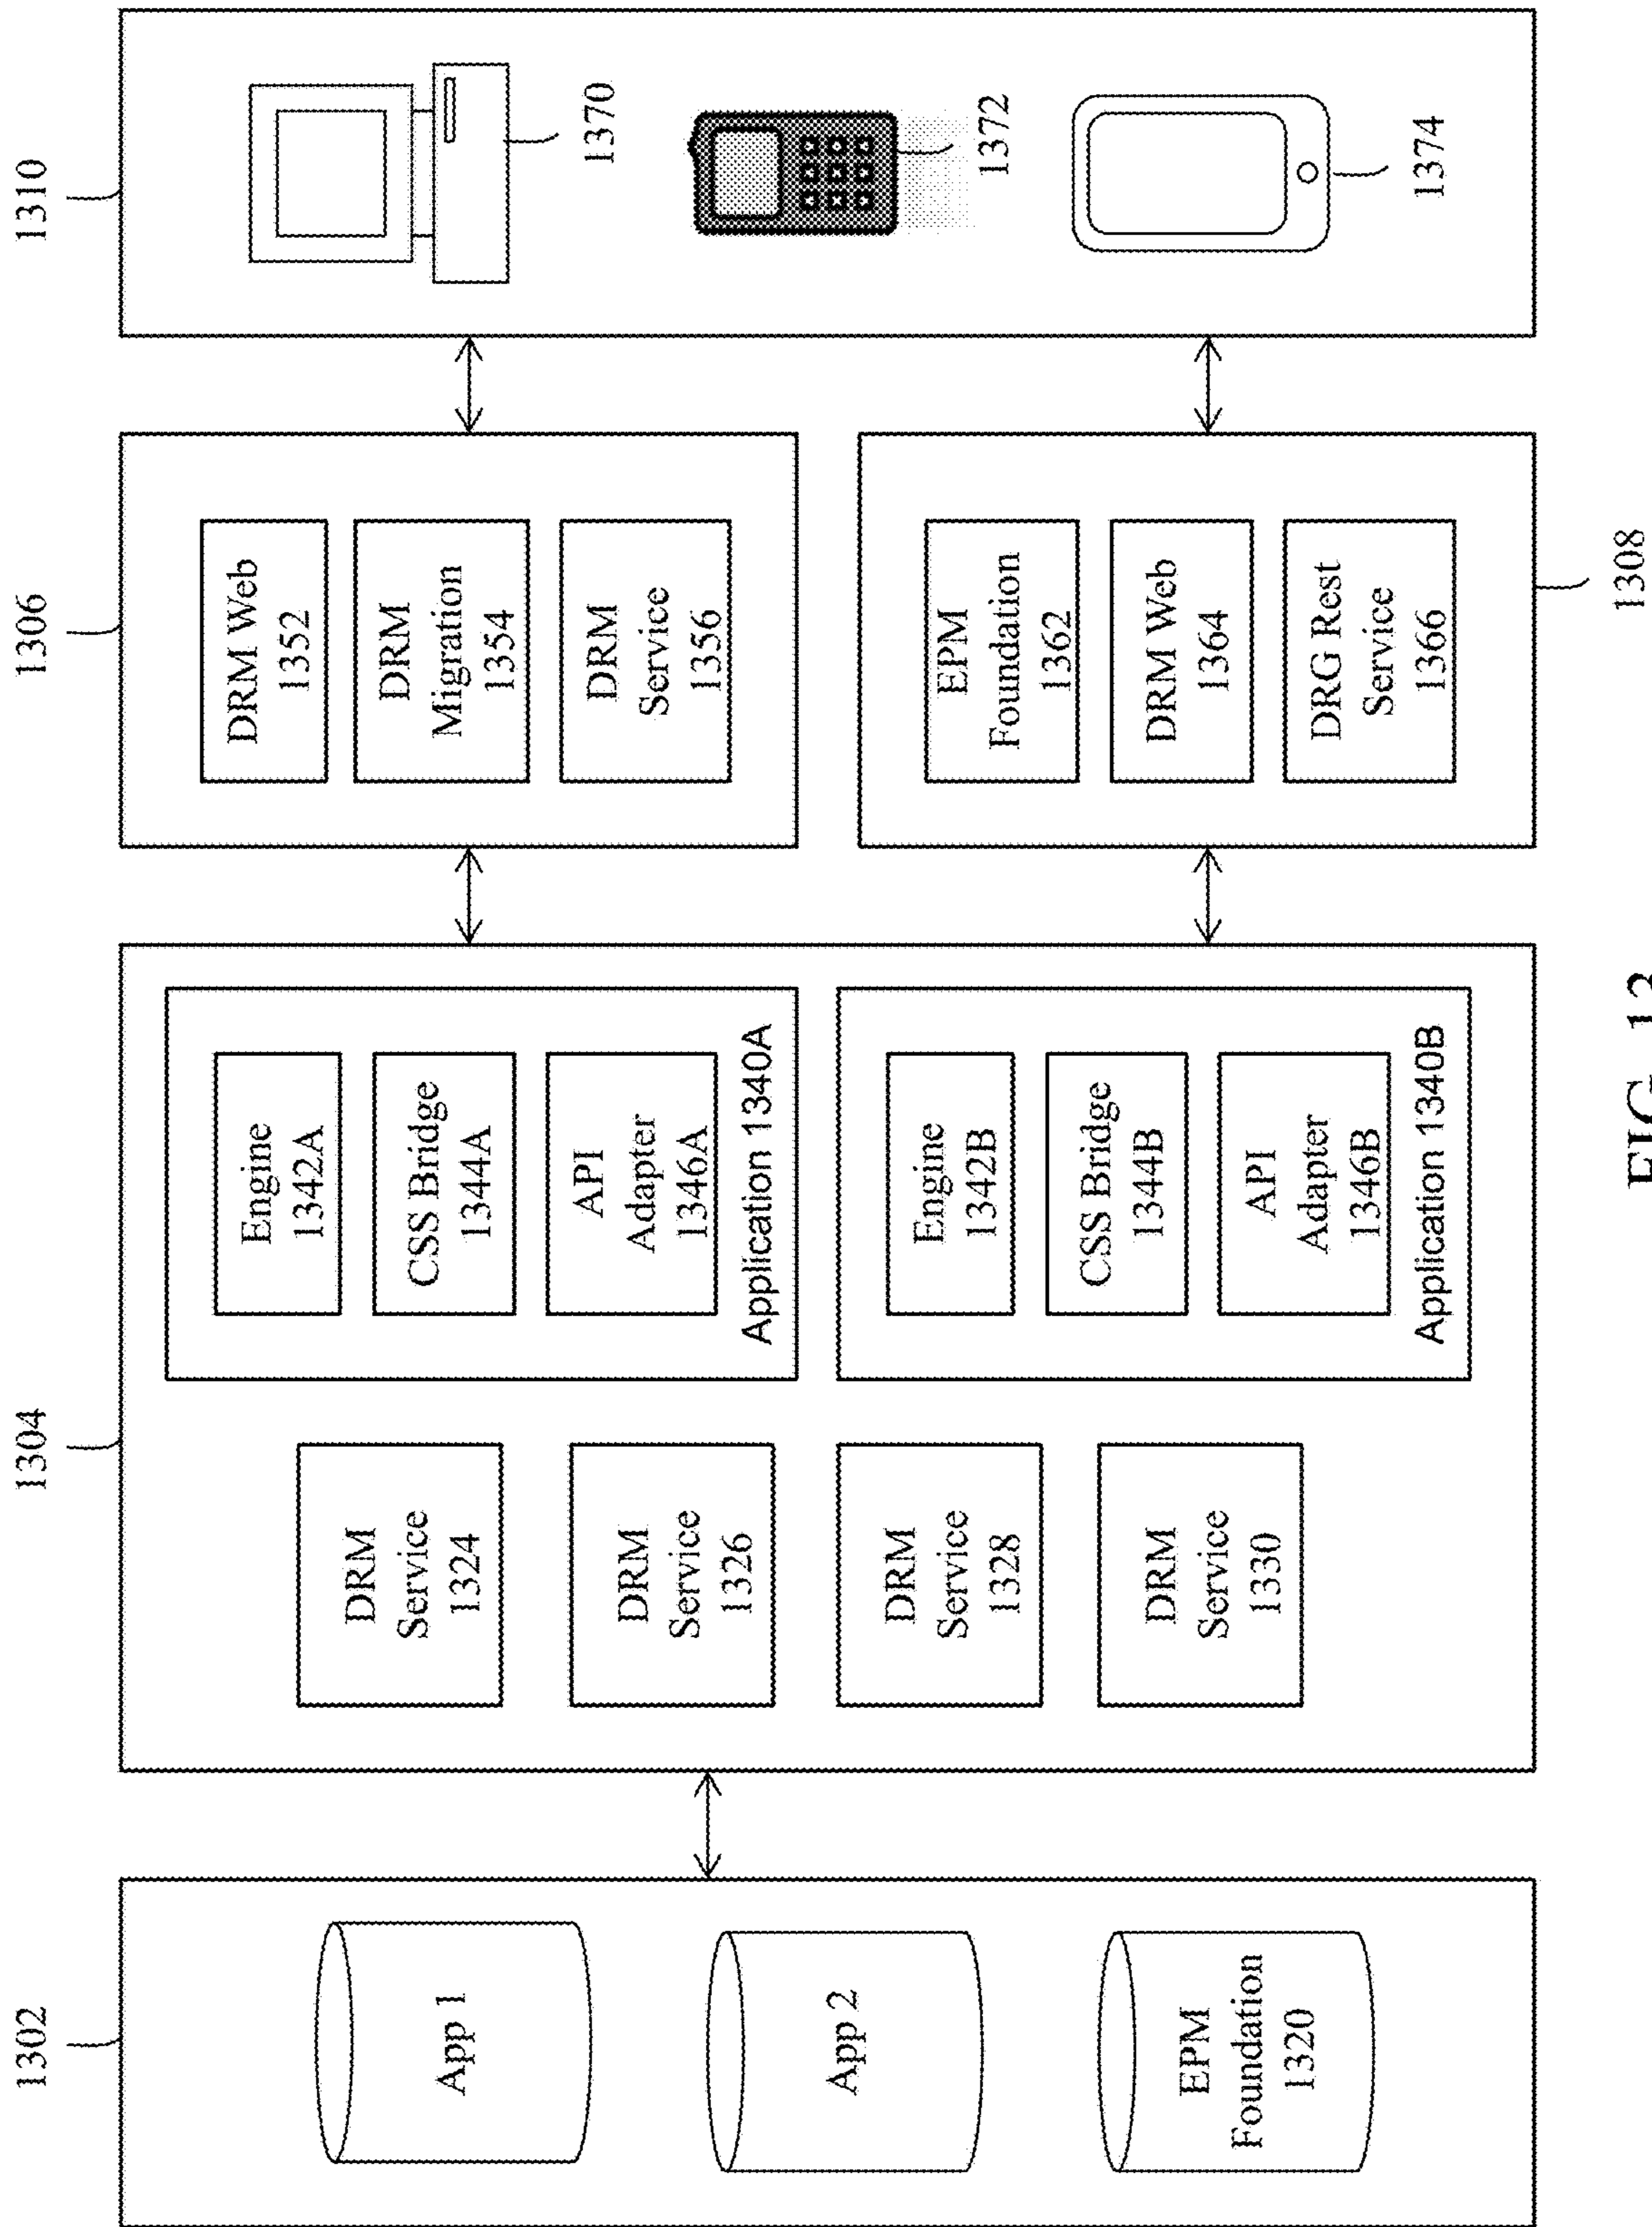 1302
App 1
App 2
EPM
Foundation
1320
1304
DRM
Service
1324
DRM
Service
1326
DRM
Service
1328
DRM
Service
1330
Engine
1342A
CSS Bridge
1344A
API
Adapter
1346A
Application 1340A
Engine
1342B
CSS Bridge
1344B
API
Adapter
1346B
Application 1340B
1306
DRM Web
1352
DRM
Migration
1354
DRM
Service
1356
EPM
Foundation
1362
DRM Web
1364
DRG Rest
Service
1366
1308
1310
1370
1372
1374
FIG. 13